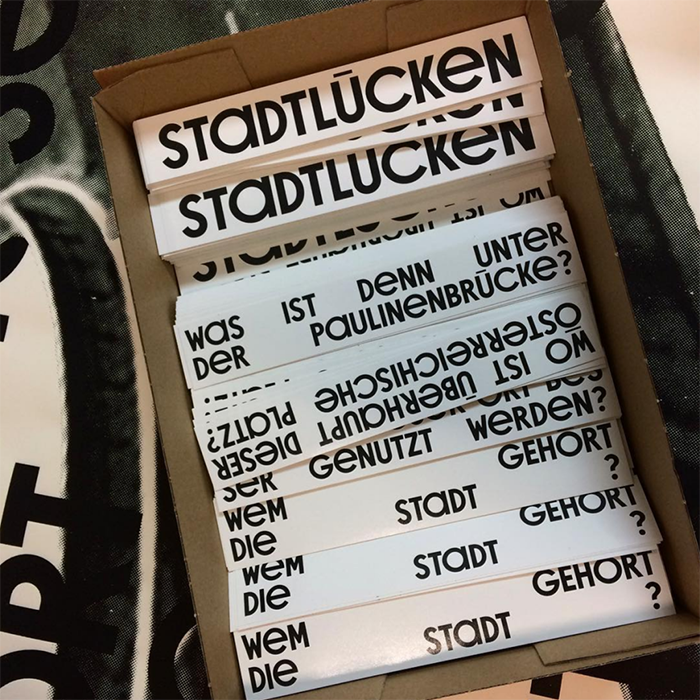 STADTLÜCKEN
STADTLÜCKEN
WAS IST DENN UNTER
DER PAULINENBRÜCKE?
WO IST ÜBERHAUPT DIESER
ÖSTERREICHISCHE PLATZ?
GENUTZT WERDEN?
WEM GEHÖRT
DIE STADT ?
WEM GEHÖRT
DIE STADT ?
WEM GEHÖRT
DIE STADT ?